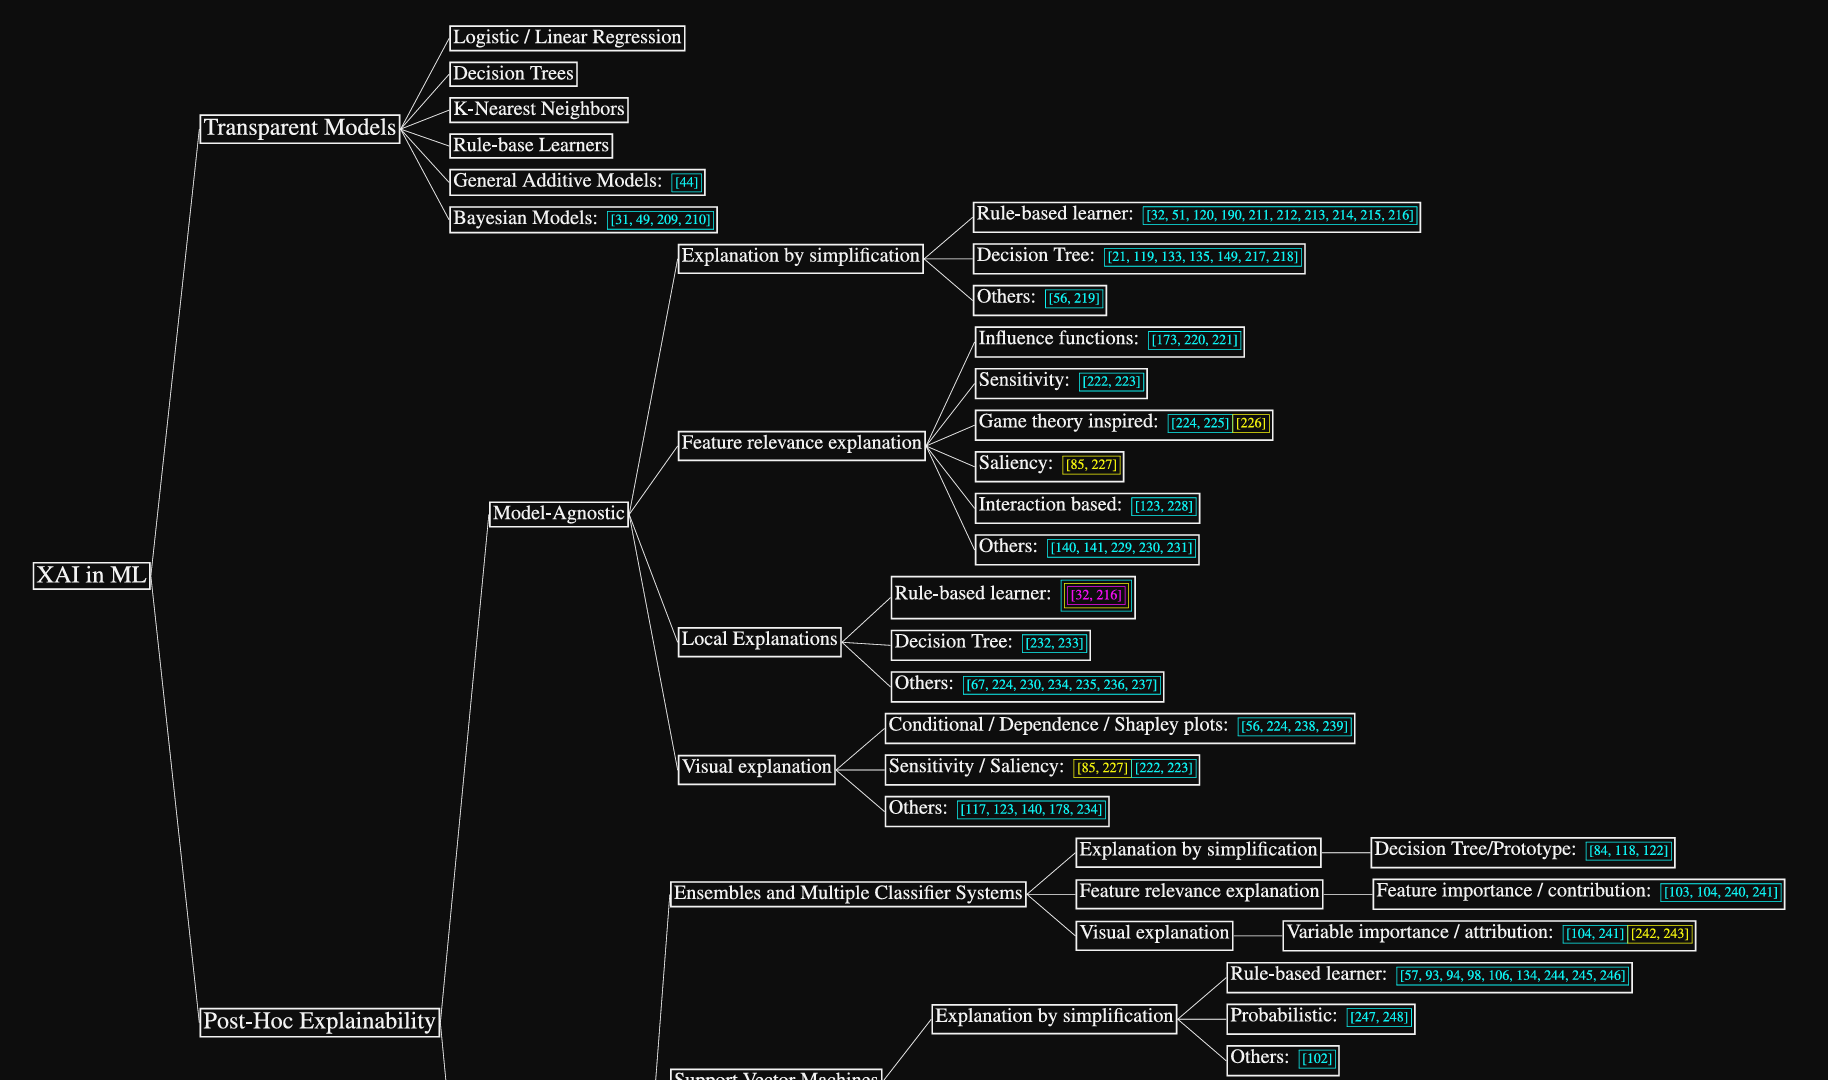 Logistic / Linear Regression
Decision Trees
K-Nearest Neighbors
Transparent Models
Rule-base Learners
General Additive Models: [44]
Bayesian Models: [31, 49, 209, 210]
Rule-based learner: [32, 51, 120, 190, 211, 212, 213, 214, 215, 216]
Explanation by simplification
Decision Tree: [21, 119, 133, 135, 149, 217, 218]
Others: [56, 219]
Influence functions: [173, 220, 221]
Sensitivity: [222, 223]
Game theory inspired: [224, 225] [226]
Feature relevance explanation
Saliency: [85, 227]
Interaction based: [123, 228]
Model-Agnostic
Others: [140, 141, 229, 230, 231]
XAI in ML
Rule-based learner: [32, 216]
Local Explanations
Decision Tree: [232, 233]
Others: [67, 224, 230, 234, 235, 236, 237]
Conditional / Dependence / Shapley plots: [56, 224, 238, 239]
Visual explanation
Sensitivity / Saliency: [85, 227] [222, 223]
Others: [117, 123, 140, 178, 234]
Explanation by simplification
Decision Tree/Prototype: [84, 118, 122]
Ensembles and Multiple Classifier Systems
Feature relevance explanation
Feature importance / contribution: [103, 104, 240, 241]
Visual explanation
Variable importance / attribution: [104, 241] [242, 243]
Rule-based learner: [57, 93, 94, 98, 106, 134, 244, 245, 246]
Post-Hoc Explainability
Explanation by simplification
Probabilistic: [247, 248]
Others: [102]
Support Vector Machines